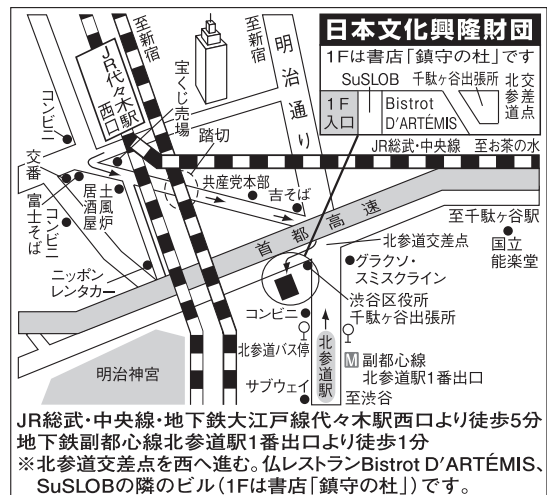 日本文化興隆財団
1Fは書店「鎮守の杜」です
SuSLOB
千駄ヶ谷出張所
北参道交差点
1F
入口
Bistrot
D'ARTÉMIS
至新宿
至新宿
JR代々木駅
西口
宝くじ売場
明治通り
踏切
コンビニ
交番
富士そば
コンビニ
居酒屋
土風炉
JR総武・中央線
至お茶の水
共産党本部
吉そば
首都高速
至千駄ヶ谷駅
国立
能楽堂
北参道交差点
グラクソ・
スミスクライン
ニッポン
レンタカー
渋谷区役所
千駄ヶ谷出張所
コンビニ
北参道バス停
北参道駅
M 副都心線
北参道駅1番出口
明治神宮
サブウェイ
至渋谷
JR総武・中央線・地下鉄大江戸線代々木駅西口より徒歩5分
地下鉄副都心線北参道駅1番出口より徒歩1分
※北参道交差点を西へ進む。仏レストランBistrot D'ARTÉMIS、
SuSLOBの隣のビル(1Fは書店「鎮守の杜」)です。